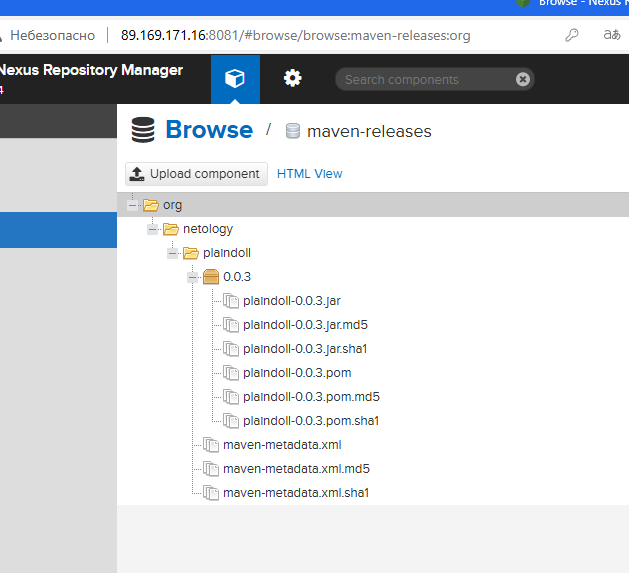 Browse - Nexus
Небезопасно 89.169.171.16:8081/#browse/browse:maven-releases:org
Nexus Repository Manager
Search components
Browse / maven-releases
Upload component HTML View
org
netology
plaindoll
0.0.3
plaindoll-0.0.3.jar
plaindoll-0.0.3.jar.md5
plaindoll-0.0.3.jar.sha1
plaindoll-0.0.3.pom
plaindoll-0.0.3.pom.md5
plaindoll-0.0.3.pom.sha1
maven-metadata.xml
maven-metadata.xml.md5
maven-metadata.xml.sha1